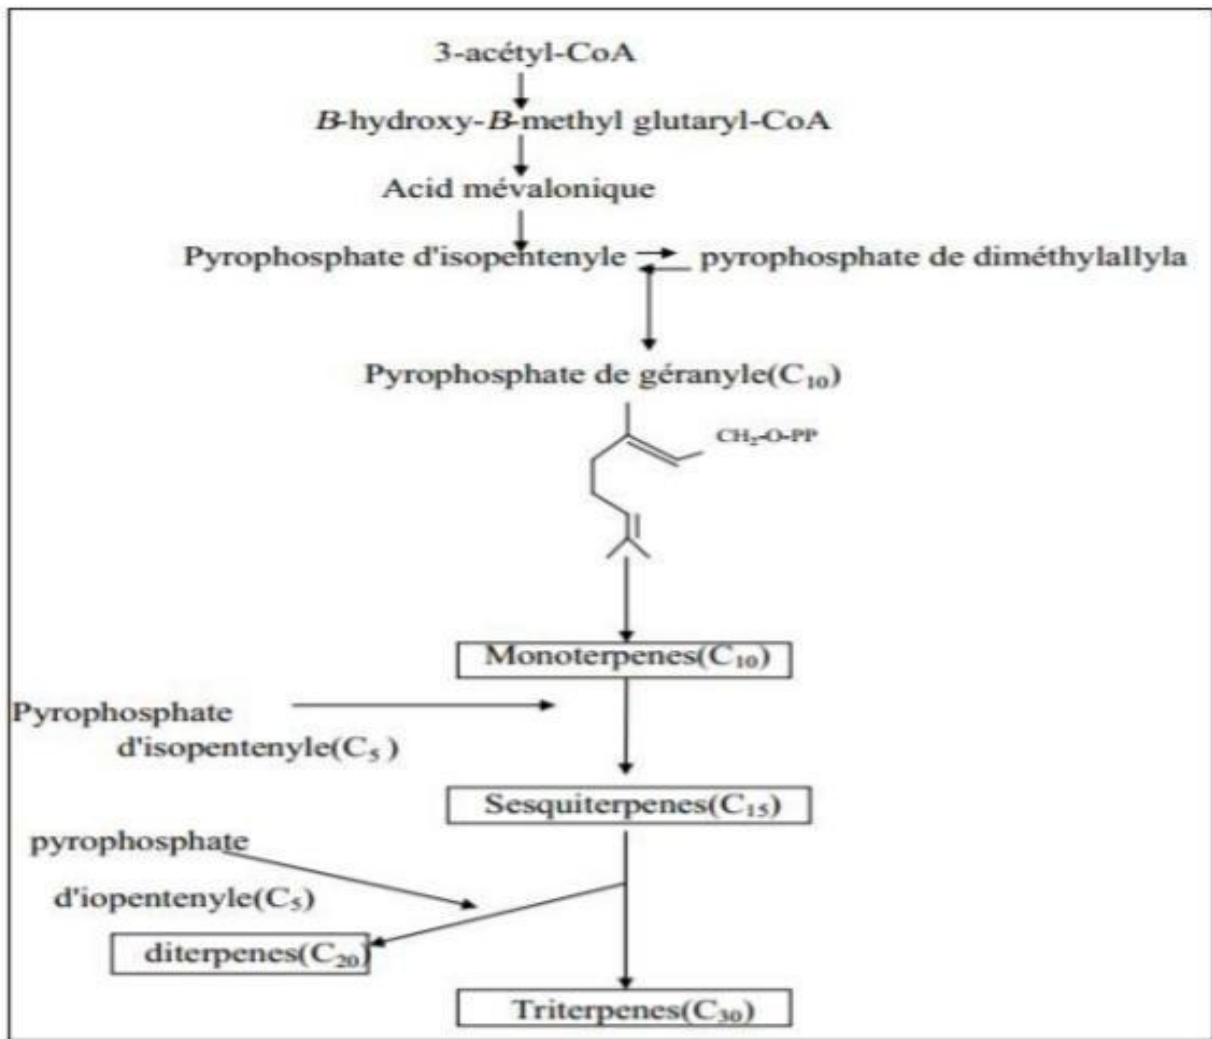 3-acétyl-CoA
B-hydroxy-B-methyl glutaryl-CoA
Acid mévalonique
Pyrophosphate d'isopentenyle
pyrophosphate de diméthylallyla
Pyrophosphate de géranyle(C₁₀)
CH₂-O-PP
Monoterpenes(C₁₀)
Pyrophosphate
d'isopentenyle(C₅ )
Sesquiterpenes(C₁₅)
pyrophosphate
d'iopentenyle(C₅)
diterpenes(C₂₀)
Triterpenes(C₃₀)